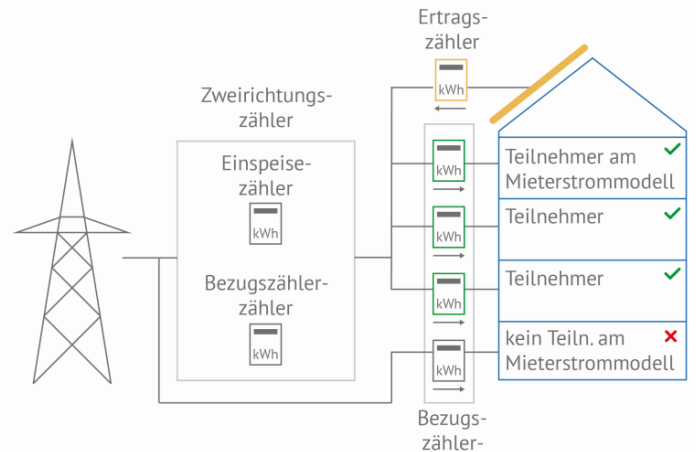 Ertrags-
zähler
kWh
Zweirichtungs-
zähler
Einspeise-
zähler
kWh
Bezugszähler-
zähler
kWh
kWh
Teilnehmer am
Mieterstrommodell
kWh
Teilnehmer
kWh
Teilnehmer
kWh
kein Teiln. am
Mieterstrommodell
Bezugs-
zähler-